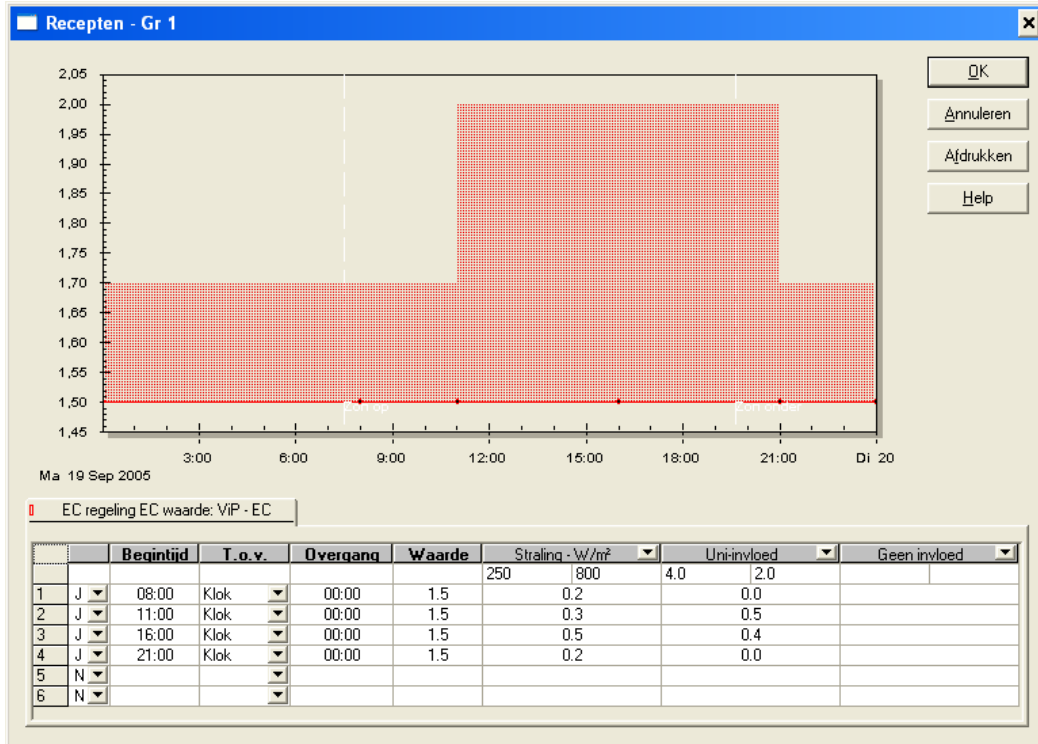 Recepten - Gr 1
2,05
2,00
1,95
1,90
1,85
1,80
1,75
1,70
1,65
1,60
1,55
1,50
1,45
Zon op
Zon onder
3:00 6:00 9:00 12:00 15:00 18:00 21:00 Di 20
Ma 19 Sep 2005
OK
Annuleren
Afdrukken
Help
EC regeling EC waarde: ViP - EC
Begintijd T.o.v. Overgang Waarde Straling - W/m² Uni-invloed Geen invloed
250 800 4.0 2.0
1 J 08:00 Klok 00:00 1.5 0.2 0.0
2 J 11:00 Klok 00:00 1.5 0.3 0.5
3 J 16:00 Klok 00:00 1.5 0.5 0.4
4 J 21:00 Klok 00:00 1.5 0.2 0.0
5 N
6 N